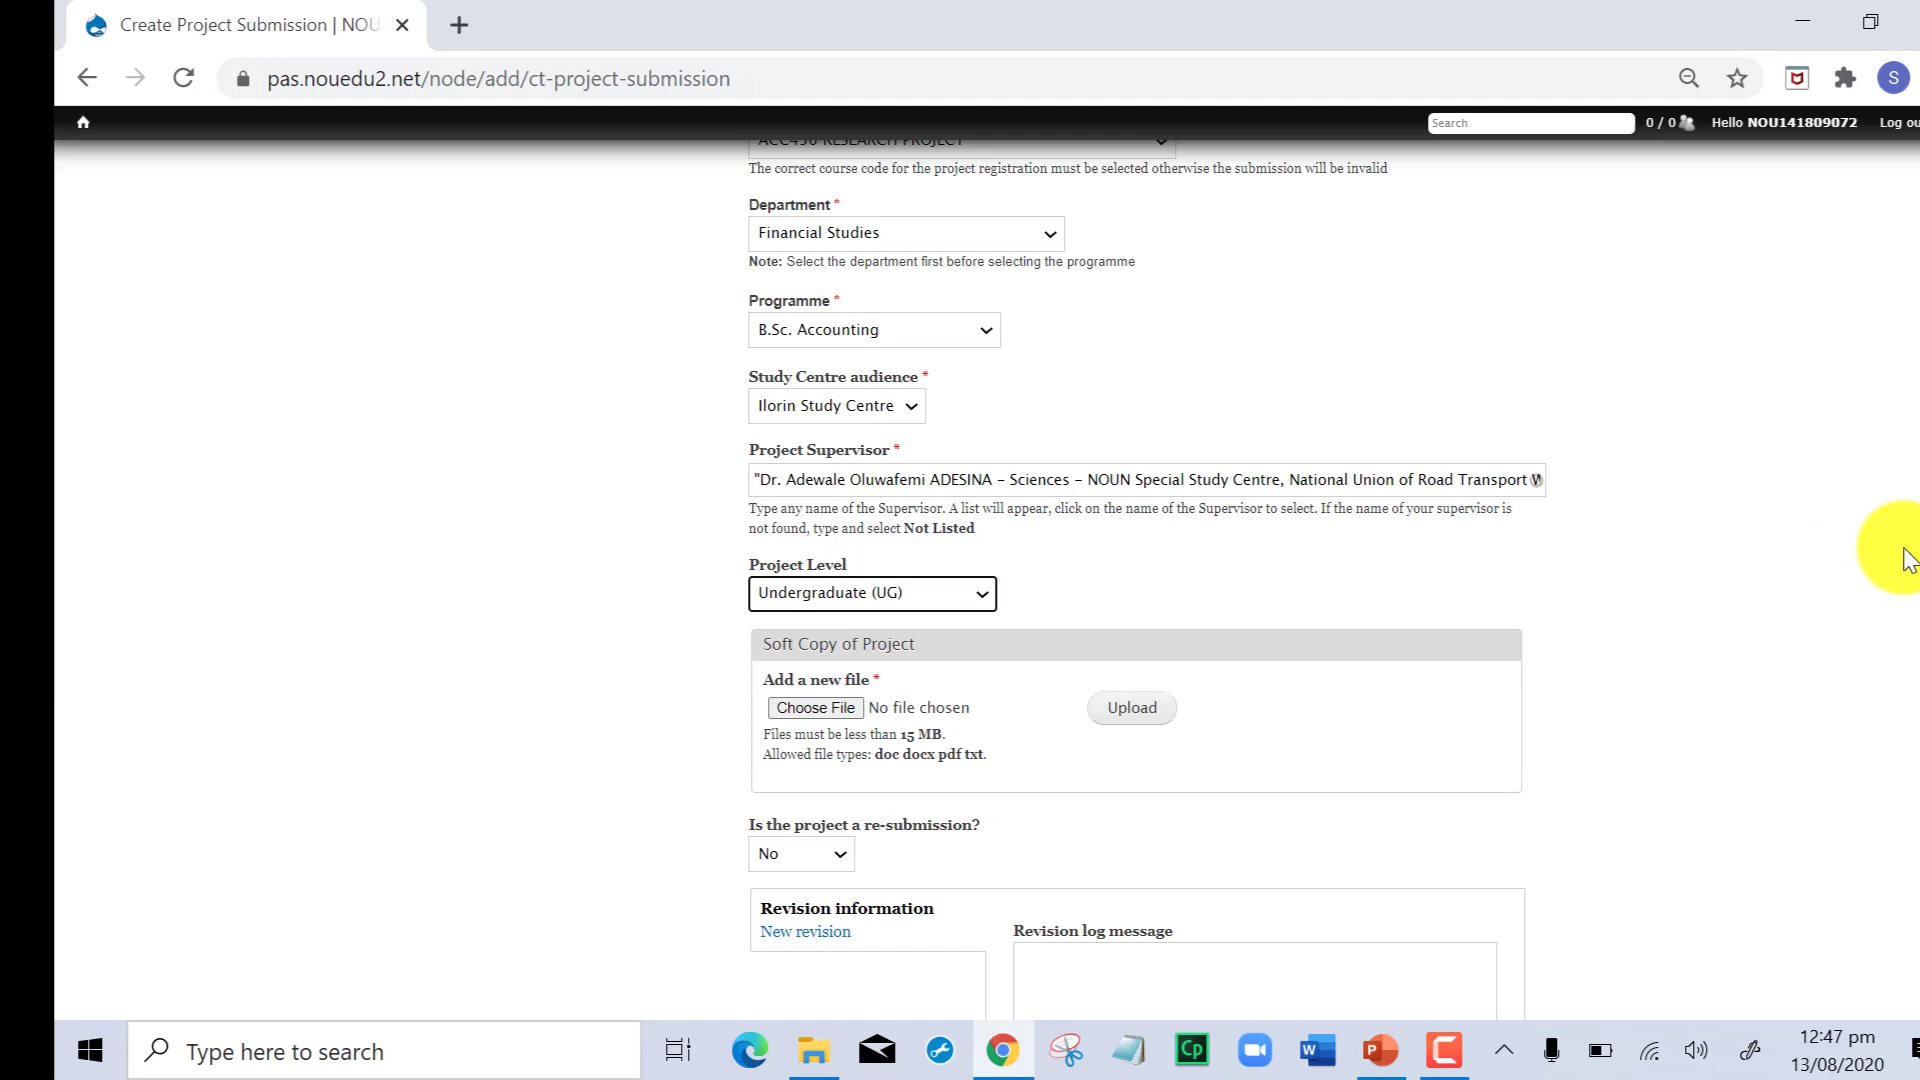 Create Project Submission | NOU
pas.nouedu2.net/node/add/ct-project-submission
S
Search
0 / 0
Hello NOU141809072
Log ou
ACC490 RESEARCH PROJECT
The correct course code for the project registration must be selected otherwise the submission will be invalid
Department *
Financial Studies
Note: Select the department first before selecting the programme
Programme *
B.Sc. Accounting
Study Centre audience *
Ilorin Study Centre
Project Supervisor *
"Dr. Adewale Oluwafemi ADESINA – Sciences – NOUN Special Study Centre, National Union of Road Transport W
Type any name of the Supervisor. A list will appear, click on the name of the Supervisor to select. If the name of your supervisor is
not found, type and select Not Listed
Project Level
Undergraduate (UG)
Soft Copy of Project
Add a new file *
Choose File No file chosen
Upload
Files must be less than 15 MB.
Allowed file types: doc docx pdf txt.
Is the project a re-submission?
No
Revision information
New revision
Revision log message
Type here to search
Cp
W
P
C
12:47 pm
13/08/2020